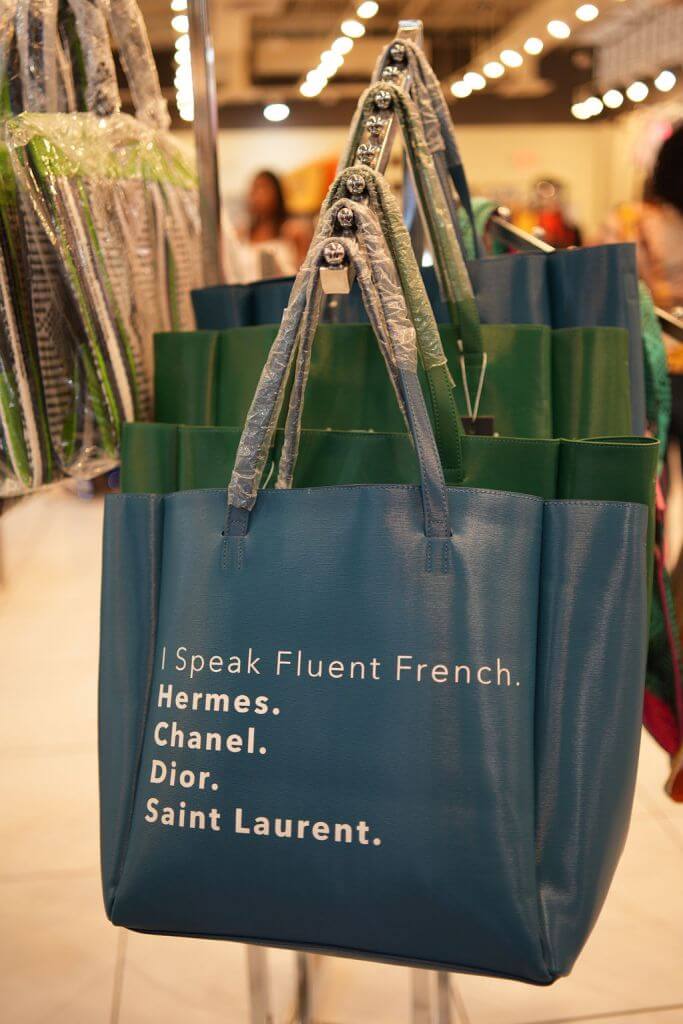 I Speak Fluent French.
Hermes.
Chanel.
Dior.
Saint Laurent.